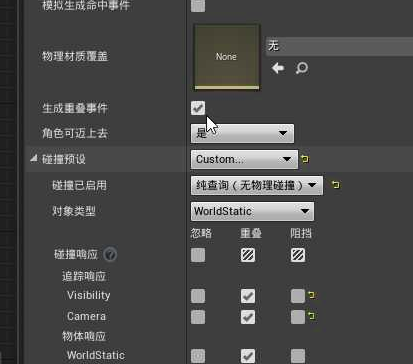 模拟生成命中事件
物理材质覆盖
None
无
生成重叠事件
角色可迈上去
是
碰撞预设
Custom...
碰撞已启用
纯查询（无物理碰撞）
对象类型
WorldStatic
忽略 重叠 阻挡
碰撞响应 ?
追踪响应
Visibility
Camera
物体响应
WorldStatic